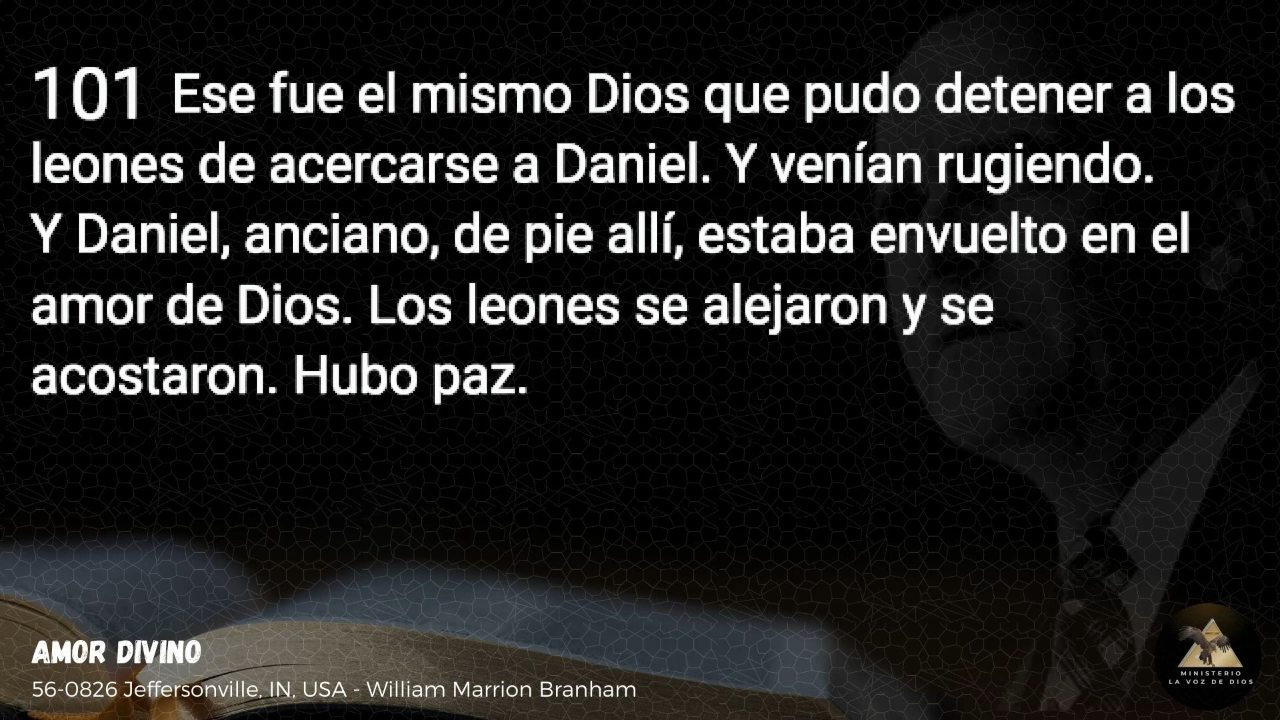 101 Ese fue el mismo Dios que pudo detener a los
leones de acercarse a Daniel. Y venían rugiendo.
Y Daniel, anciano, de pie allí, estaba envuelto en el
amor de Dios. Los leones se alejaron y se
acostaron. Hubo paz.
AMOR DIVINO
56-0826 Jeffersonville, IN, USA - William Marrion Branham
MINISTERIO
LA VOZ DE DIOS